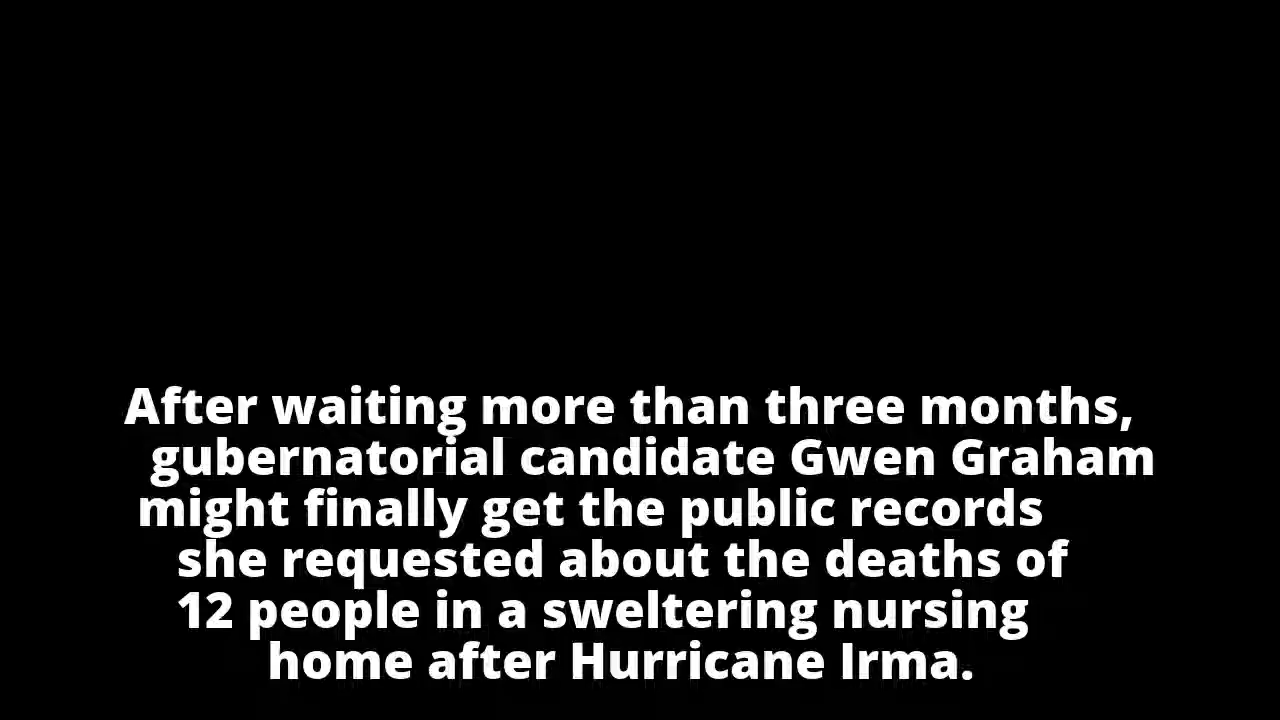 After waiting more than three months,
gubernatorial candidate Gwen Graham
might finally get the public records
she requested about the deaths of
12 people in a sweltering nursing
home after Hurricane Irma.